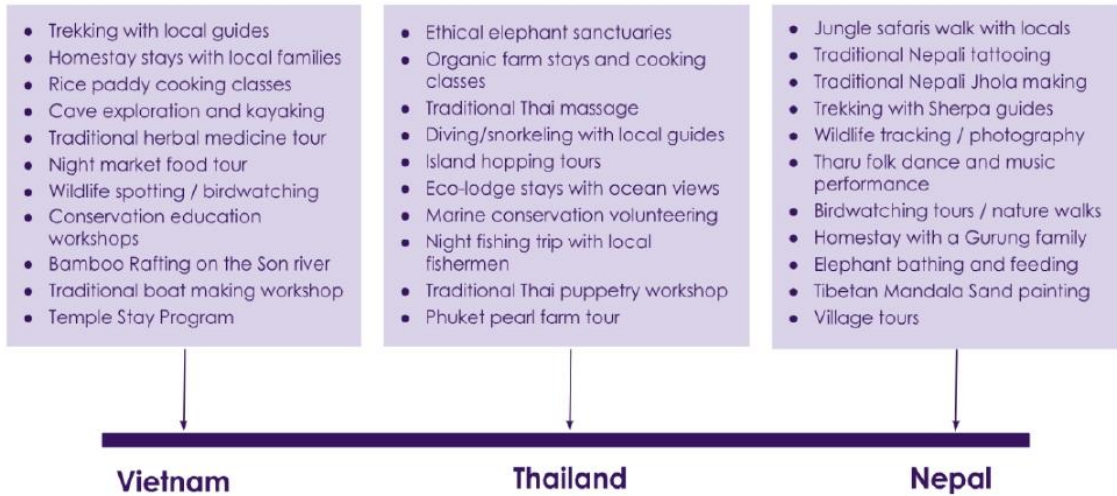 • Trekking with local guides
• Homestay stays with local families
• Rice paddy cooking classes
• Cave exploration and kayaking
• Traditional herbal medicine tour
• Night market food tour
• Wildlife spotting / birdwatching
• Conservation education
workshops
• Bamboo Rafting on the Son river
• Traditional boat making workshop
• Temple Stay Program
• Ethical elephant sanctuaries
• Organic farm stays and cooking
classes
• Traditional Thai massage
• Diving/snorkeling with local guides
• Island hopping tours
• Eco-lodge stays with ocean views
• Marine conservation volunteering
• Night fishing trip with local
fishermen
• Traditional Thai puppetry workshop
• Phuket pearl farm tour
• Jungle safaris walk with locals
• Traditional Nepali tattooing
• Traditional Nepali Jhola making
• Trekking with Sherpa guides
• Wildlife tracking / photography
• Tharu folk dance and music
performance
• Birdwatching tours / nature walks
• Homestay with a Gurung family
• Elephant bathing and feeding
• Tibetan Mandala Sand painting
• Village tours
Vietnam
Thailand
Nepal